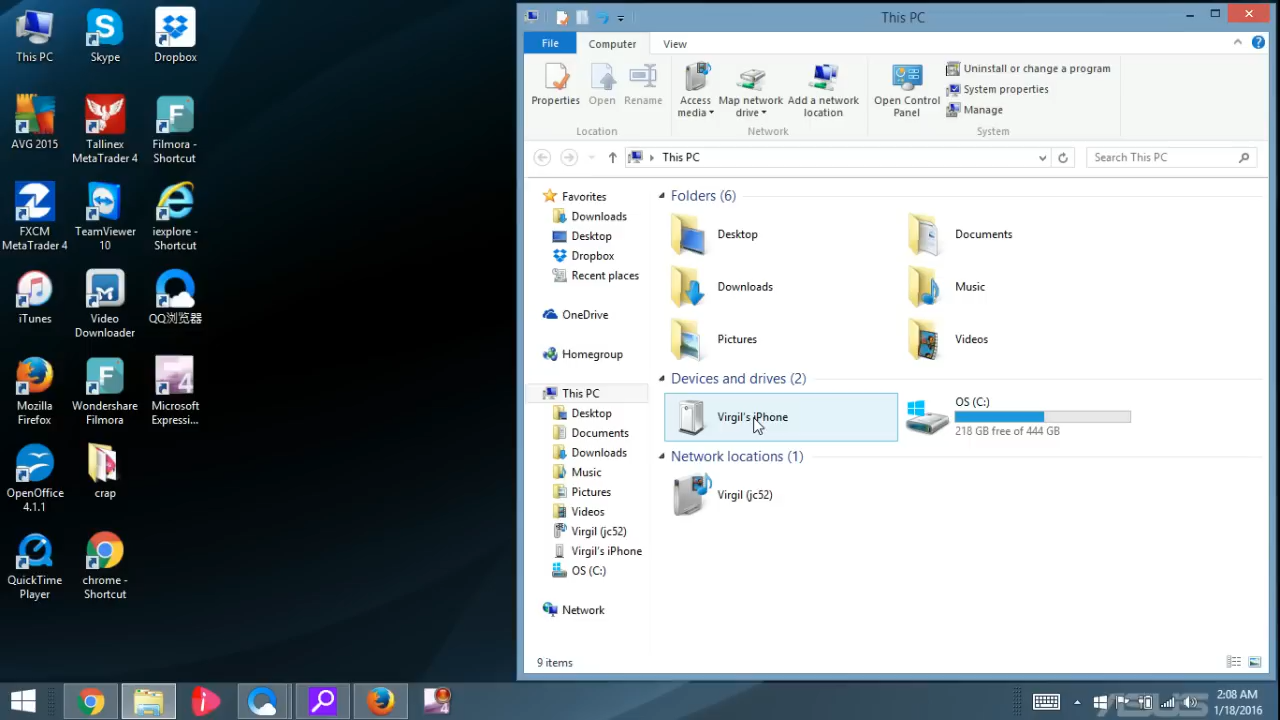 This PC
Skype
Dropbox
AVG 2015
Tallinex
MetaTrader 4
Filmora -
Shortcut
FXCM
MetaTrader 4
TeamViewer
10
iexplore -
Shortcut
iTunes
Video
Downloader
QQ浏览器
Mozilla
Firefox
Wondershare
Filmora
Microsoft
Expressi...
OpenOffice
4.1.1
crap
QuickTime
Player
chrome -
Shortcut
This PC
File
Computer
View
Properties
Open
Rename
Location
Access
media
Map network
drive
Add a network
location
Network
Open Control
Panel
Uninstall or change a program
System properties
Manage
System
This PC
Search This PC
Favorites
Downloads
Desktop
Dropbox
Recent places
OneDrive
Homegroup
This PC
Desktop
Documents
Downloads
Music
Pictures
Videos
Virgil (jc52)
Virgil's iPhone
OS (C:)
Network
Folders (6)
Desktop
Documents
Downloads
Music
Pictures
Videos
Devices and drives (2)
Virgil's iPhone
OS (C:)
218 GB free of 444 GB
Network locations (1)
Virgil (jc52)
9 items
2:08 AM
1/18/2016